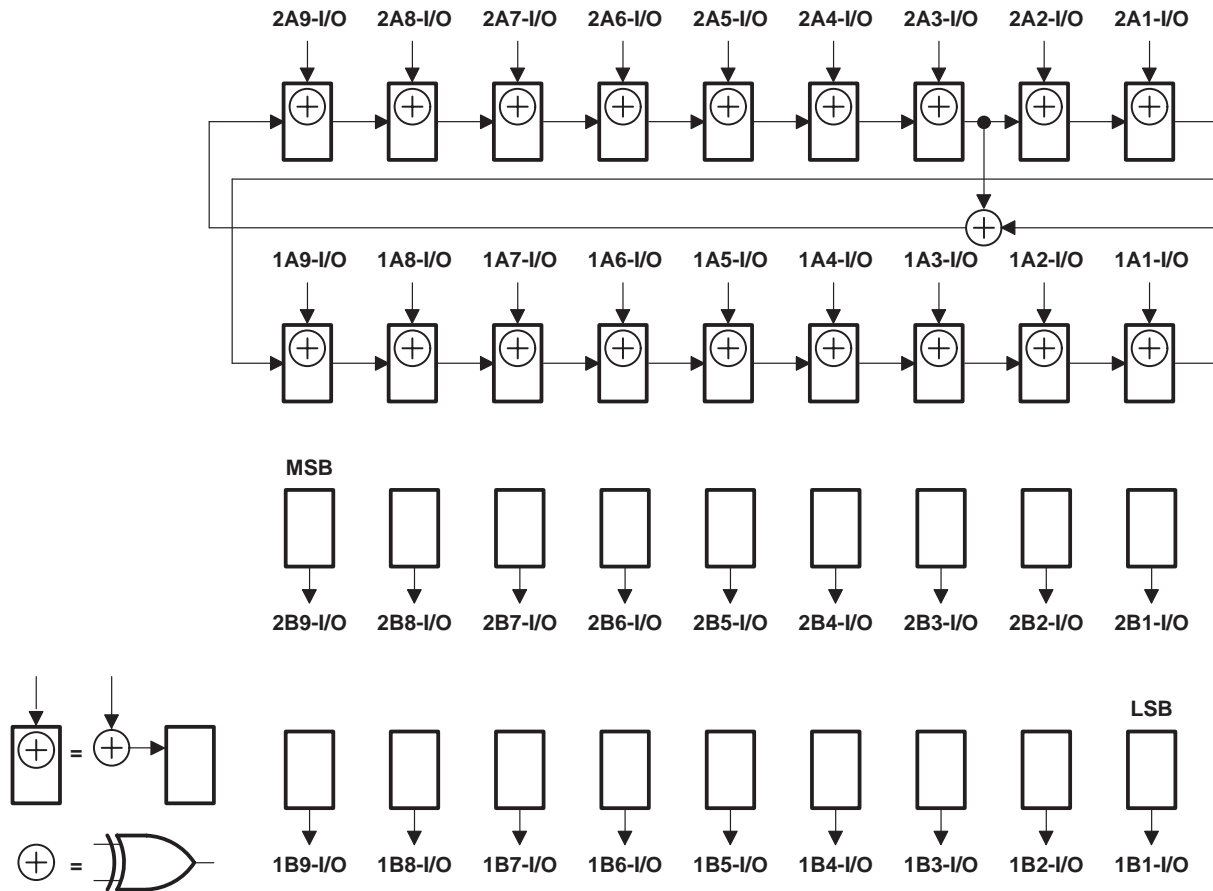 2A9-I/O 2A8-I/O 2A7-I/O 2A6-I/O 2A5-I/O 2A4-I/O 2A3-I/O 2A2-I/O 2A1-I/O
1A9-I/O 1A8-I/O 1A7-I/O 1A6-I/O 1A5-I/O 1A4-I/O 1A3-I/O 1A2-I/O 1A1-I/O
MSB
2B9-I/O 2B8-I/O 2B7-I/O 2B6-I/O 2B5-I/O 2B4-I/O 2B3-I/O 2B2-I/O 2B1-I/O
LSB
=
=
1B9-I/O 1B8-I/O 1B7-I/O 1B6-I/O 1B5-I/O 1B4-I/O 1B3-I/O 1B2-I/O 1B1-I/O